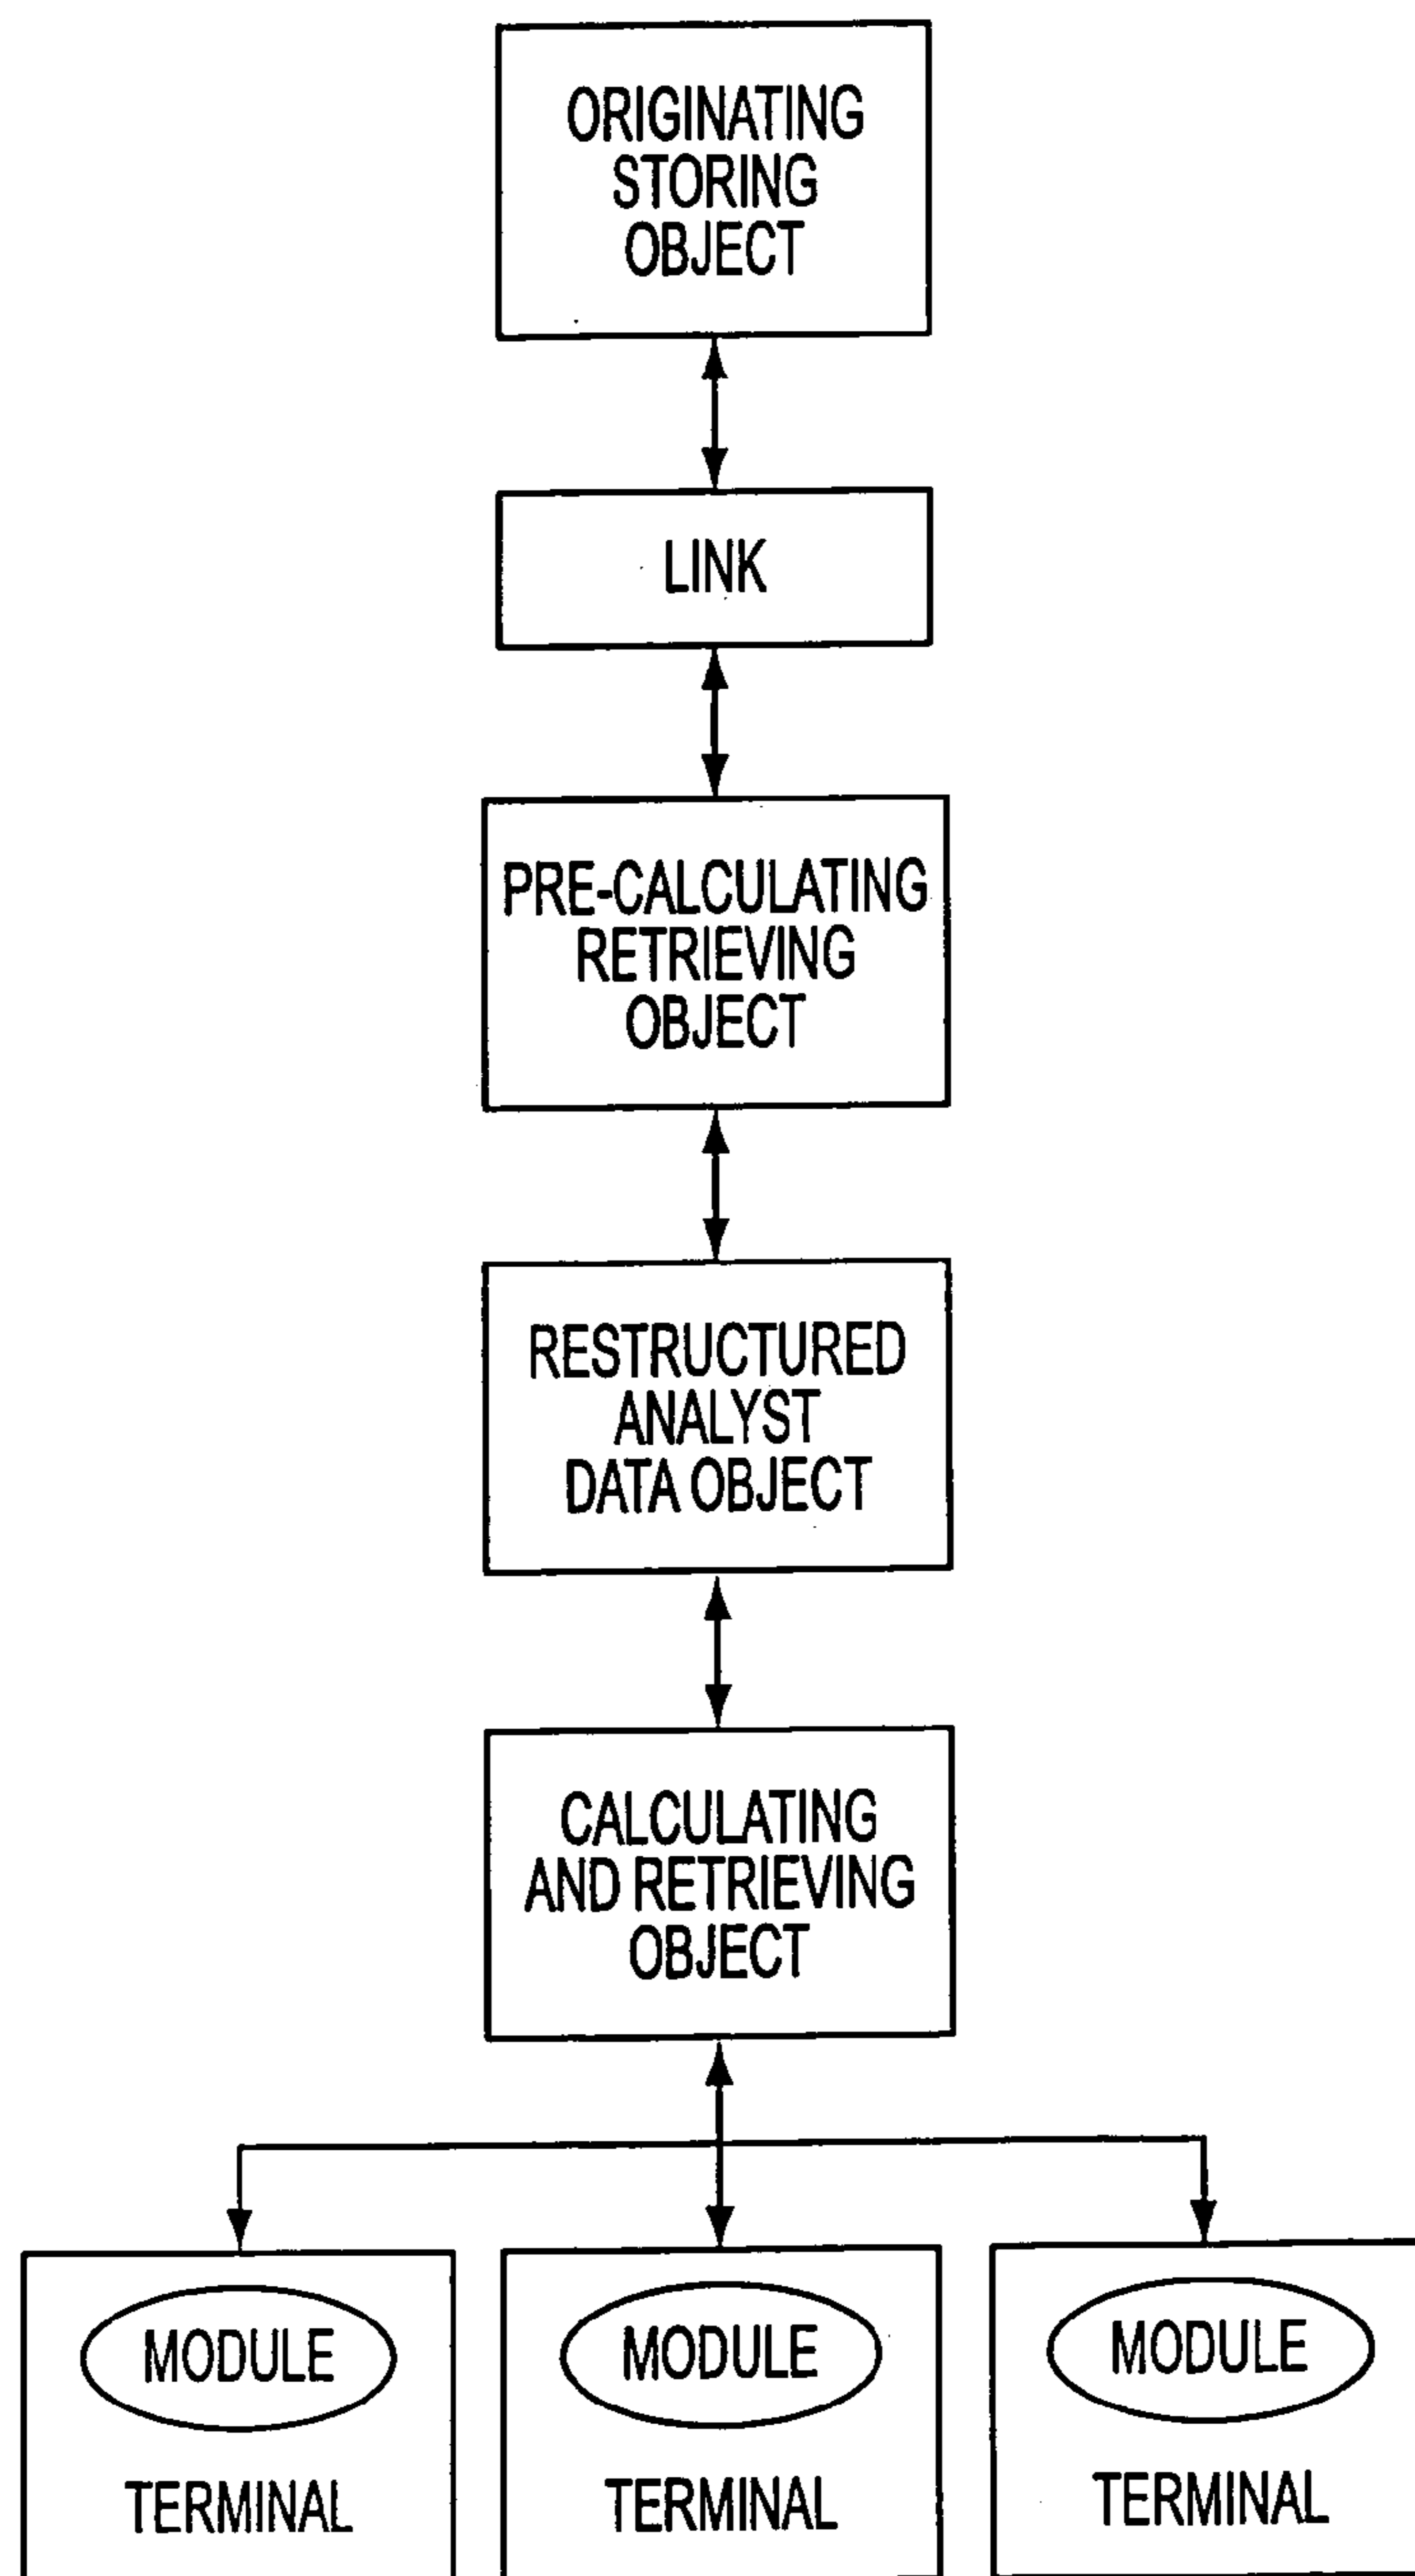 ORIGINATING
STORING
OBJECT
LINK
PRE-CALCULATING
RETRIEVING
OBJECT
RESTRUCTURED
ANALYST
DATA OBJECT
CALCULATING
AND RETRIEVING
OBJECT
MODULE
TERMINAL
MODULE
TERMINAL
MODULE
TERMINAL